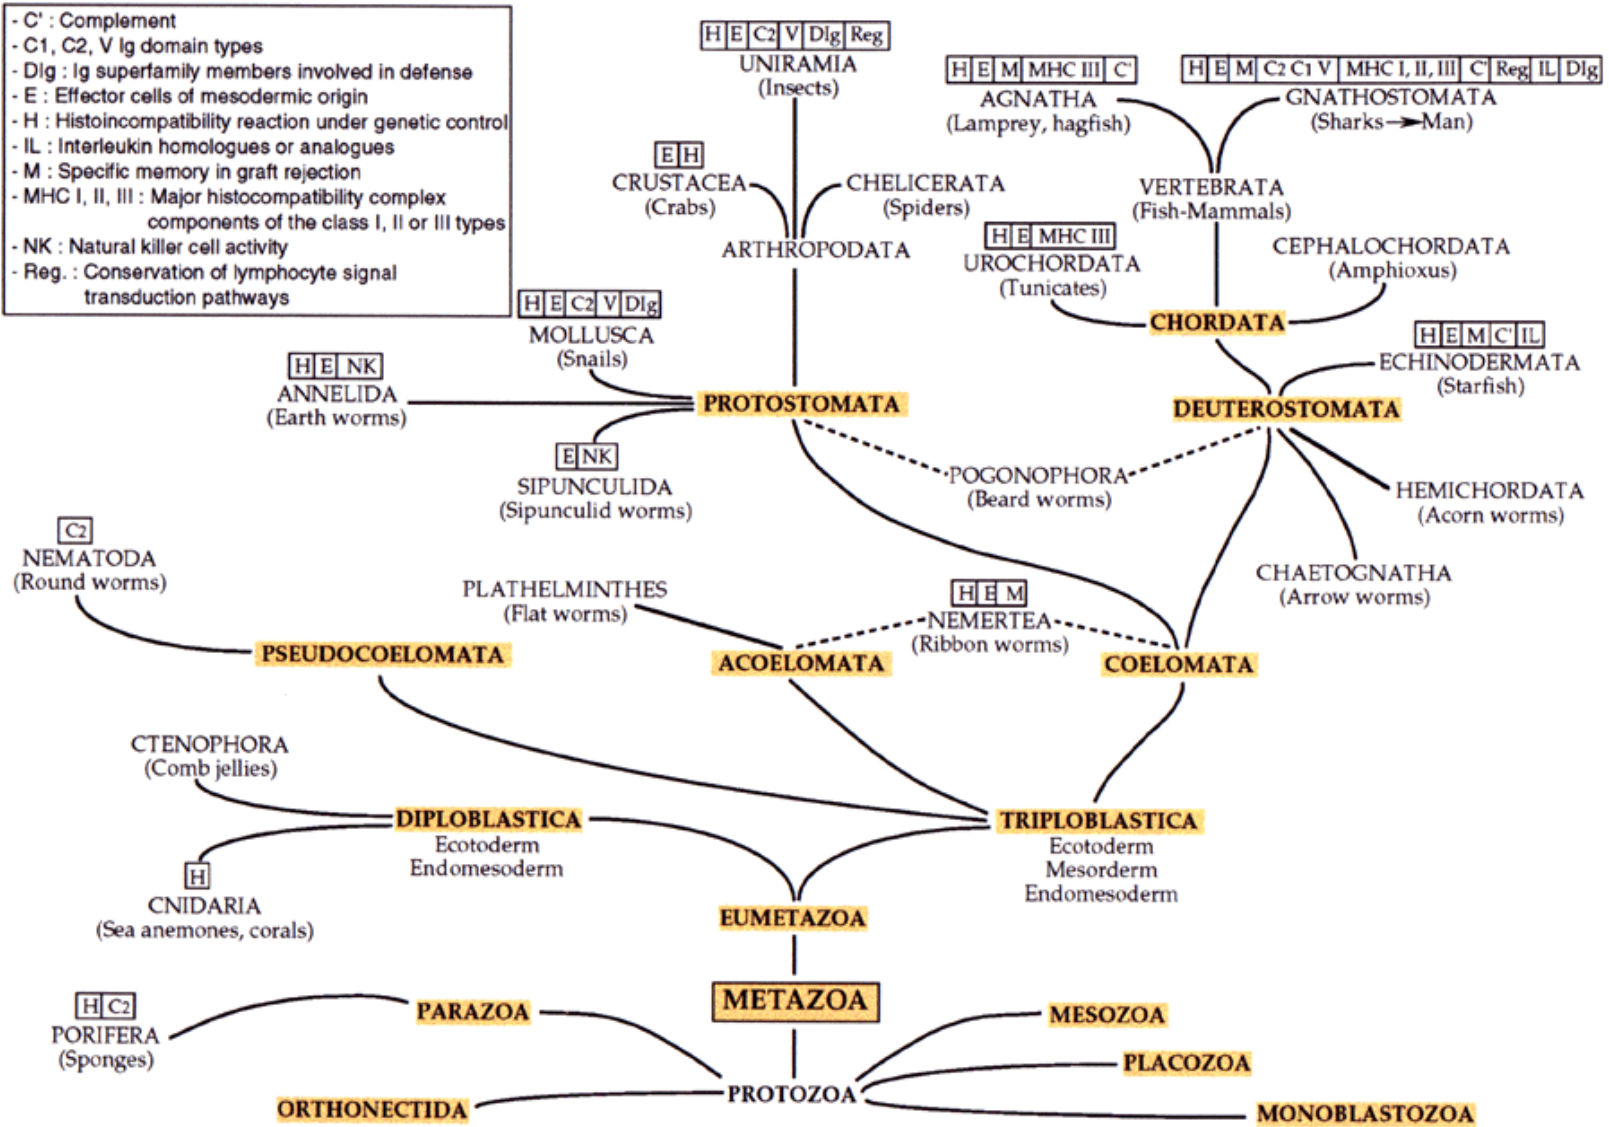 - C' : Complement
- C1, C2, V Ig domain types
- DIg : Ig superfamily members involved in defense
- E : Effector cells of mesodermic origin
- H : Histoincompatibility reaction under genetic control
- IL : Interleukin homologues or analogues
- M : Specific memory in graft rejection
- MHC I, II, III : Major histocompatibility complex
components of the class I, II or III types
- NK : Natural killer cell activity
- Reg. : Conservation of lymphocyte signal
transduction pathways
H E C2 V DIg Reg
UNIRAMIA
(Insects)
H E M MHC III C'
AGNATHA
(Lamprey, hagfish)
H E M C2 C1 V MHC I, II, III C' Reg IL DIg
GNATHOSTOMATA
(Sharks→Man)
E H
CRUSTACEA
(Crabs)
CHELICERATA
(Spiders)
VERTEBRATA
(Fish-Mammals)
ARTHROPODATA
H E MHC III
UROCHORDATA
(Tunicates)
CEPHALOCHORDATA
(Amphioxus)
CHORDATA
H E C2 V DIg
MOLLUSCA
(Snails)
H E M C' IL
ECHINODERMATA
(Starfish)
H E NK
ANNELIDA
(Earth worms)
PROTOSTOMATA
DEUTEROSTOMATA
E NK
SIPUNCULIDA
(Sipunculid worms)
POGONOPHORA
(Beard worms)
HEMICHORDATA
(Acorn worms)
C2
NEMATODA
(Round worms)
PLATHELMINTHES
(Flat worms)
H E M
NEMERTEA
(Ribbon worms)
CHAETOGNATHA
(Arrow worms)
PSEUDOCOELOMATA
ACOELOMATA
COELOMATA
CTENOPHORA
(Comb jellies)
DIPLOBLASTICA
Ecotoderm
Endomesoderm
TRIPLOBLASTICA
Ecotoderm
Mesorderm
Endomesoderm
H
CNIDARIA
(Sea anemones, corals)
EUMETAZOA
METAZOA
H C2
PORIFERA
(Sponges)
PARAZOA
MESOZOA
PLACOZOA
PROTOZOA
ORTHONECTIDA
MONOBLASTOZOA